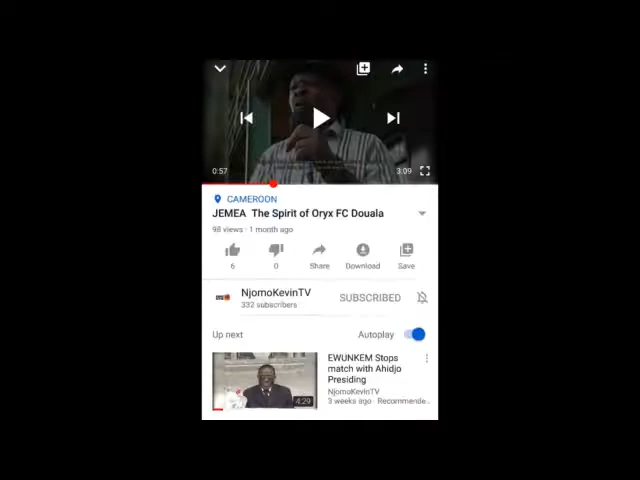 0:57
3:09
CAMEROON
JEMEA The Spirit of Oryx FC Douala
98 views · 1 month ago
6
0
Share
Download
Save
NjomoKevinTV
332 subscribers
SUBSCRIBED
Up next
Autoplay
4:29
EWUNKEM Stops
match with Ahidjo
Presiding
NjomoKevinTV
3 weeks ago · Recommende...